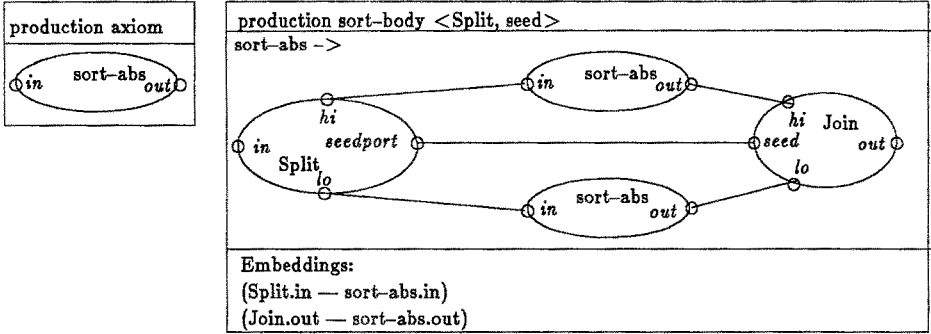 production axiom
sort-abs
in
out
production sort-body <Split, seed>
sort-abs ->
in sort-abs out
hi
hi
Join
in seedport
seed out
Split
lo
lo
in sort-abs out
Embeddings:
(Split.in — sort-abs.in)
(Join.out — sort-abs.out)